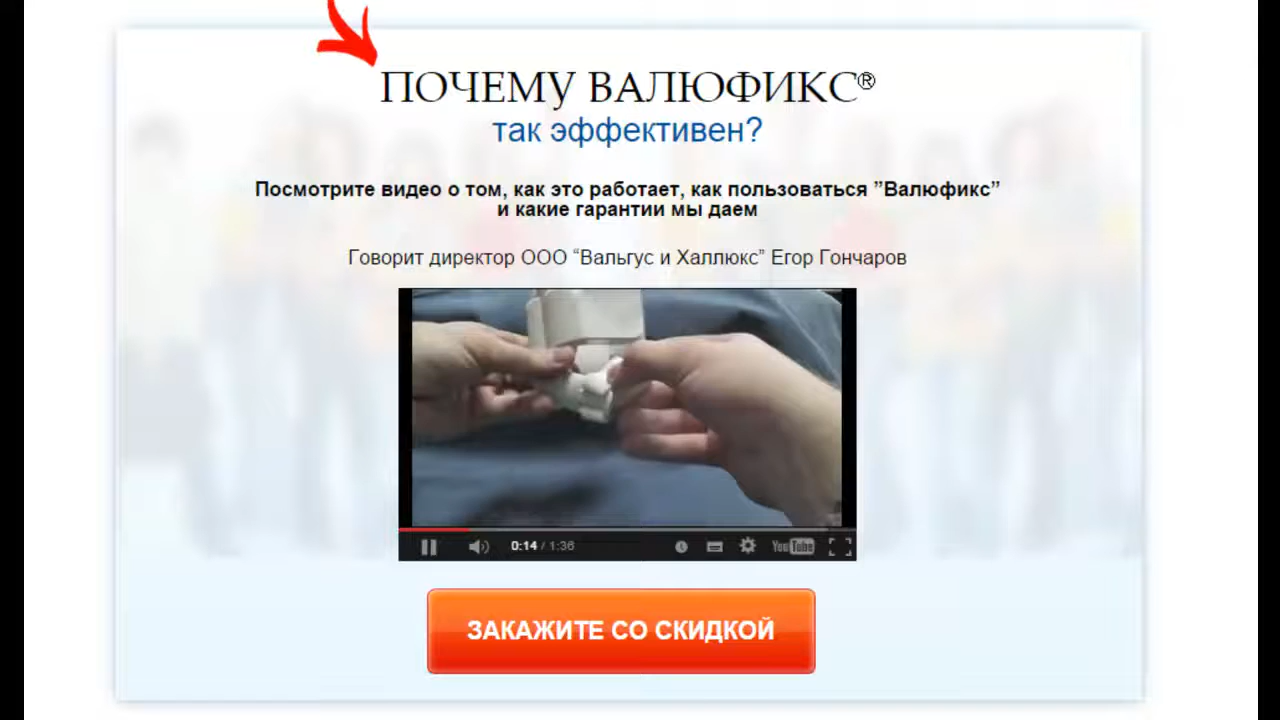 ПОЧЕМУ ВАЛЮФИКС®
так эффективен?
Посмотрите видео о том, как это работает, как пользоваться ”Валюфикс”
и какие гарантии мы даем
Говорит директор ООО “Вальгус и Халлюкс” Егор Гончаров
0:14 / 1:36
YouTube
ЗАКАЖИТЕ СО СКИДКОЙ